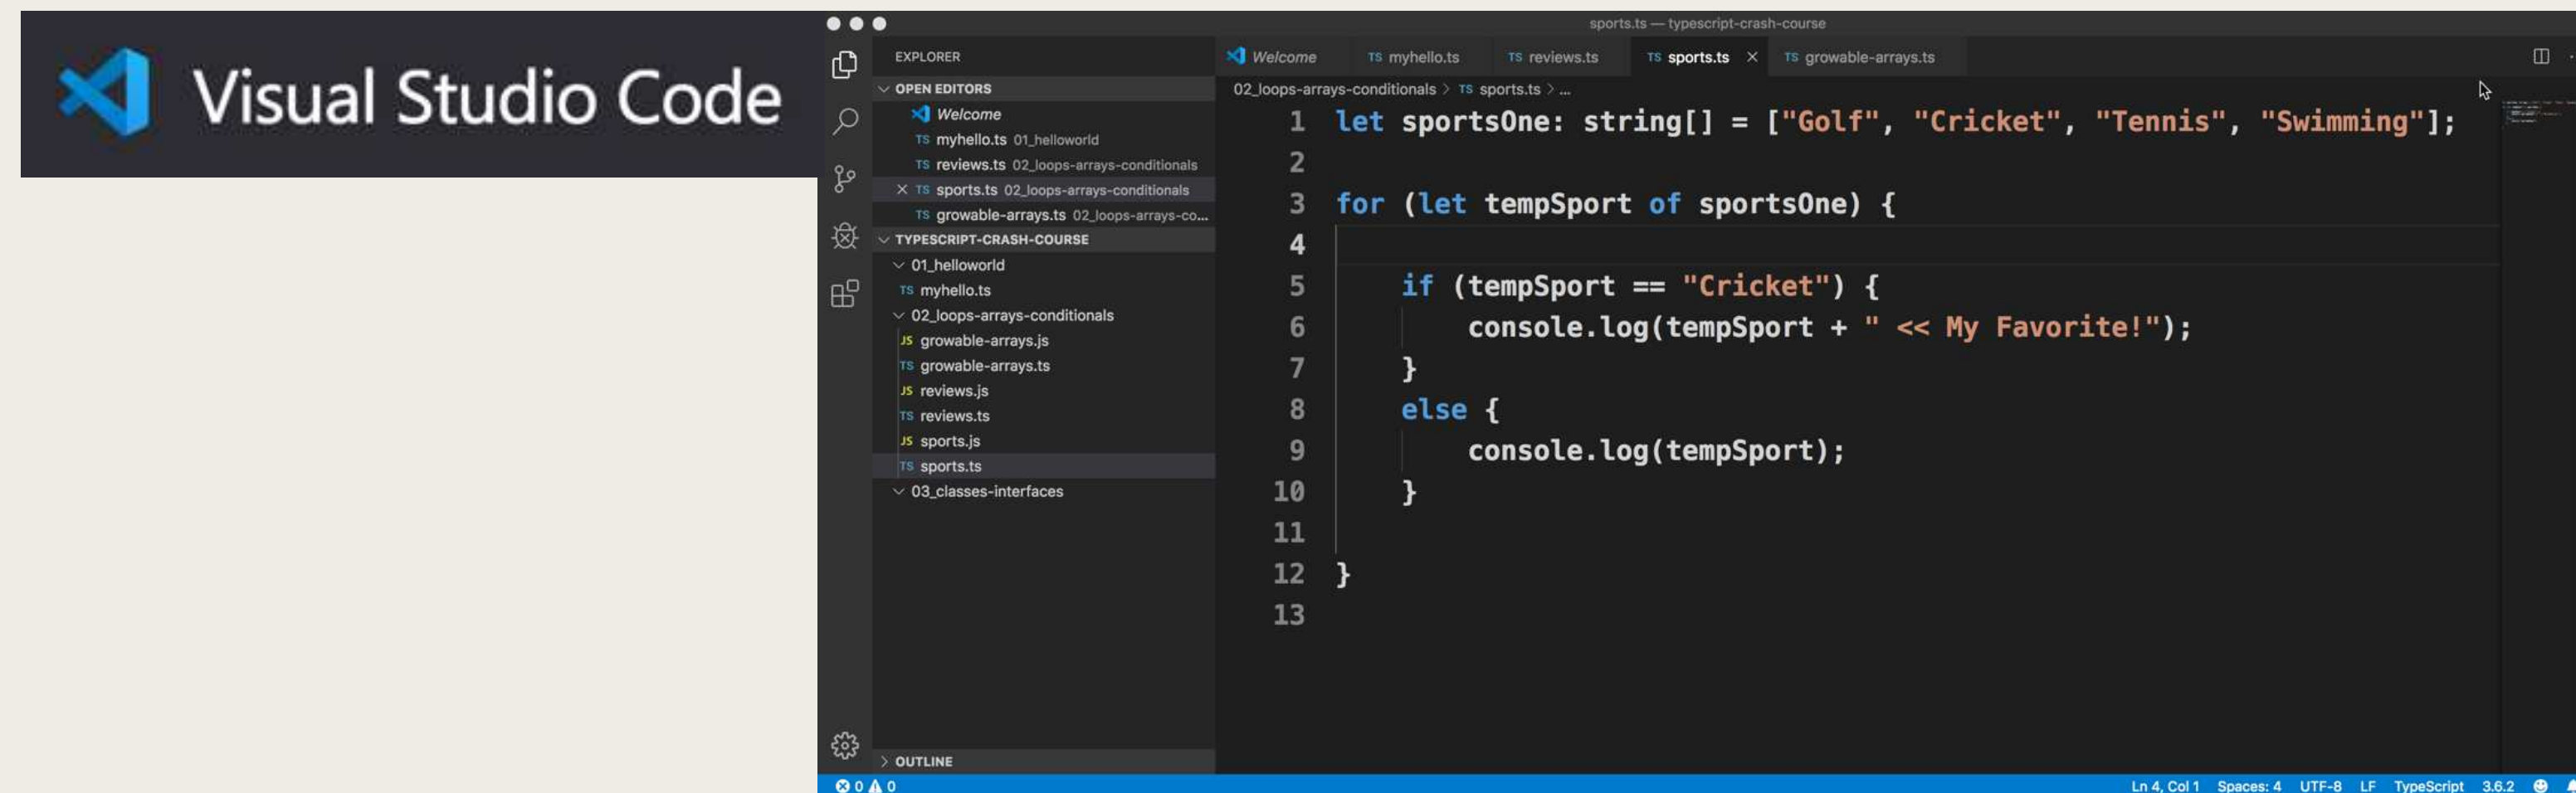 Visual Studio Code
sports.ts — typescript-crash-course
EXPLORER
OPEN EDITORS
Welcome
TS myhello.ts 01_helloworld
TS reviews.ts 02_loops-arrays-conditionals
TS sports.ts 02_loops-arrays-conditionals
TS growable-arrays.ts 02_loops-arrays-co...
TYPESCRIPT-CRASH-COURSE
01_helloworld
TS myhello.ts
02_loops-arrays-conditionals
JS growable-arrays.js
TS growable-arrays.ts
JS reviews.js
TS reviews.ts
JS sports.js
TS sports.ts
03_classes-interfaces
OUTLINE
Welcome TS myhello.ts TS reviews.ts TS sports.ts × TS growable-arrays.ts
02_loops-arrays-conditionals > TS sports.ts > ...
1 let sportsOne: string[] = ["Golf", "Cricket", "Tennis", "Swimming"];
2
3 for (let tempSport of sportsOne) {
4
5 if (tempSport == "Cricket") {
6 console.log(tempSport + " << My Favorite!");
7 }
8 else {
9 console.log(tempSport);
10 }
11
12 }
13
0 0 Ln 4, Col 1 Spaces: 4 UTF-8 LF TypeScript 3.6.2